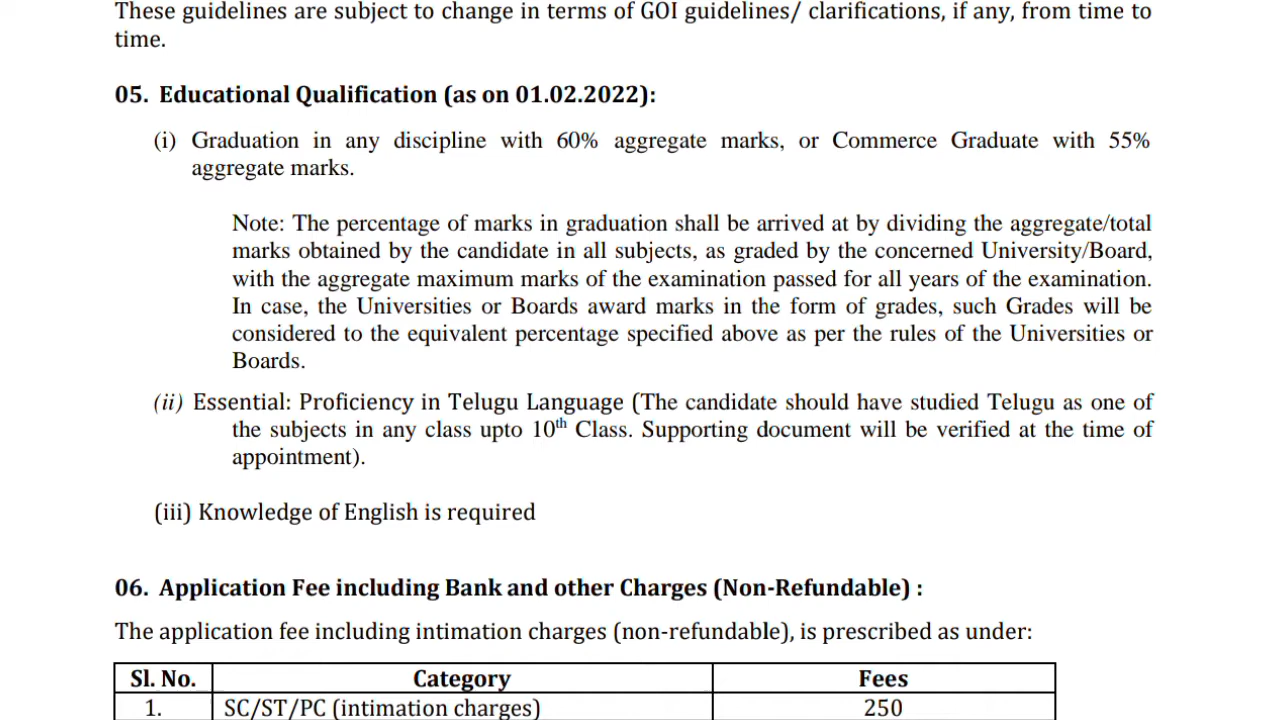 These guidelines are subject to change in terms of GOI guidelines/ clarifications, if any, from time to
time.
05. Educational Qualification (as on 01.02.2022):
(i) Graduation in any discipline with 60% aggregate marks, or Commerce Graduate with 55%
aggregate marks.
Note: The percentage of marks in graduation shall be arrived at by dividing the aggregate/total
marks obtained by the candidate in all subjects, as graded by the concerned University/Board,
with the aggregate maximum marks of the examination passed for all years of the examination.
In case, the Universities or Boards award marks in the form of grades, such Grades will be
considered to the equivalent percentage specified above as per the rules of the Universities or
Boards.
(ii) Essential: Proficiency in Telugu Language (The candidate should have studied Telugu as one of
the subjects in any class upto 10th Class. Supporting document will be verified at the time of
appointment).
(iii) Knowledge of English is required
06. Application Fee including Bank and other Charges (Non-Refundable) :
The application fee including intimation charges (non-refundable), is prescribed as under:
Sl. No. Category Fees
1. SC/ST/PC (intimation charges) 250